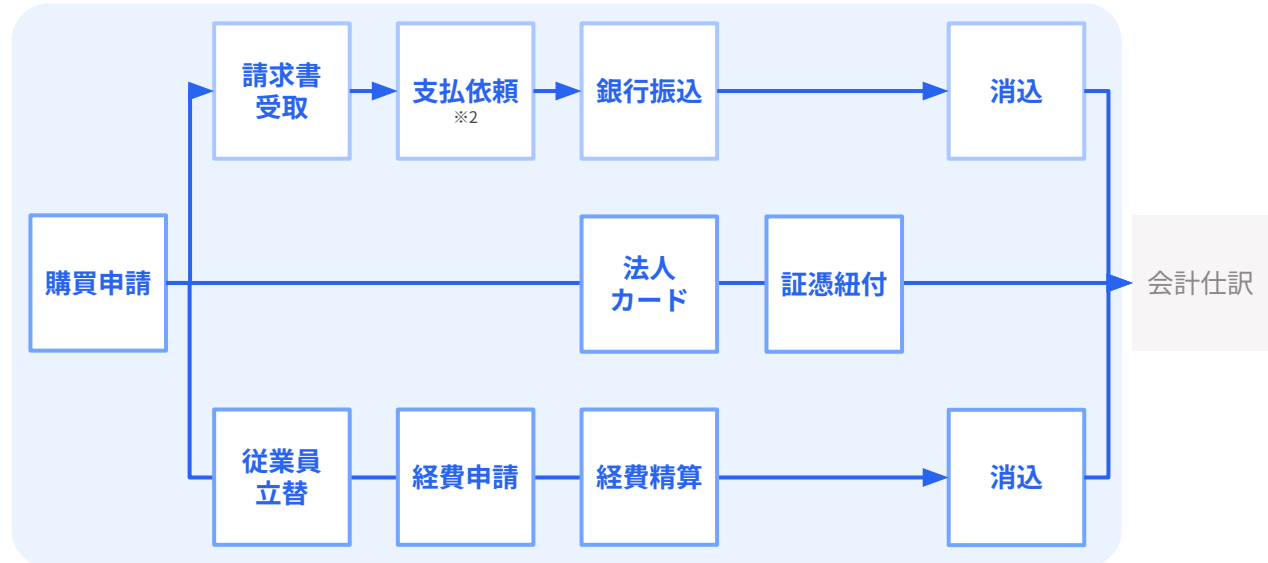 請求書
受取
支払依頼
※2
銀行振込
消込
購買申請
法人
カード
証憑紐付
会計仕訳
従業員
立替
経費申請
経費精算
消込